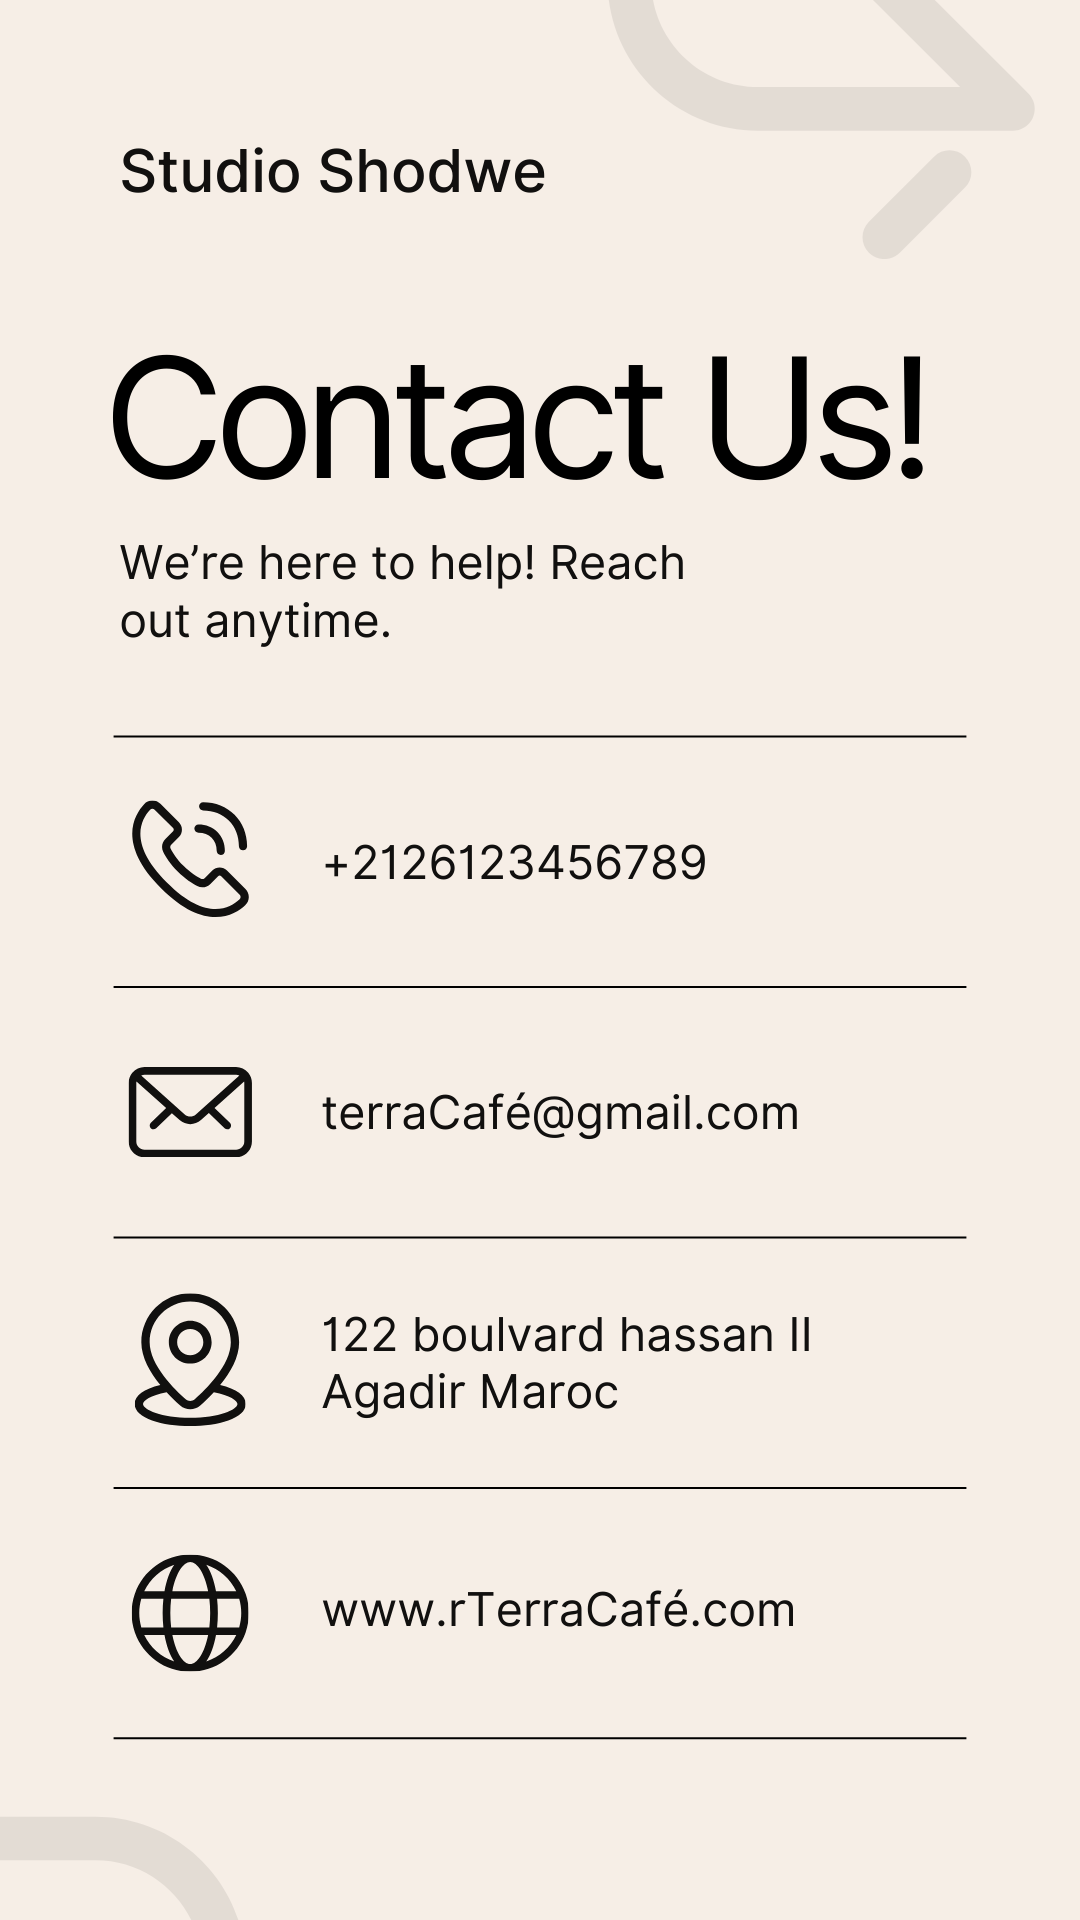 Studio Shodwe
Contact Us!
We’re here to help! Reach
out anytime.
+2126123456789
terraCafé@gmail.com
122 boulvard hassan II
Agadir Maroc
www.rTerraCafé.com